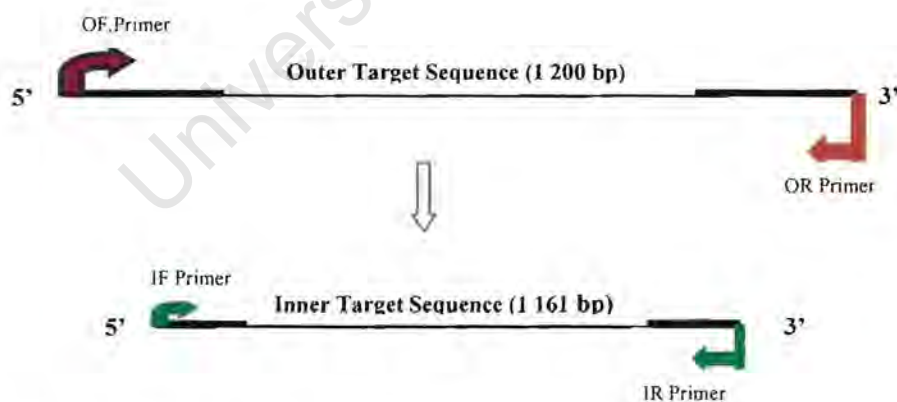 Univers
OF.Primer
Outer Target Sequence (1 200 bp)
5’ 3’
OR Primer
IF Primer
Inner Target Sequence (1 161 bp)
5’ 3’
IR Primer